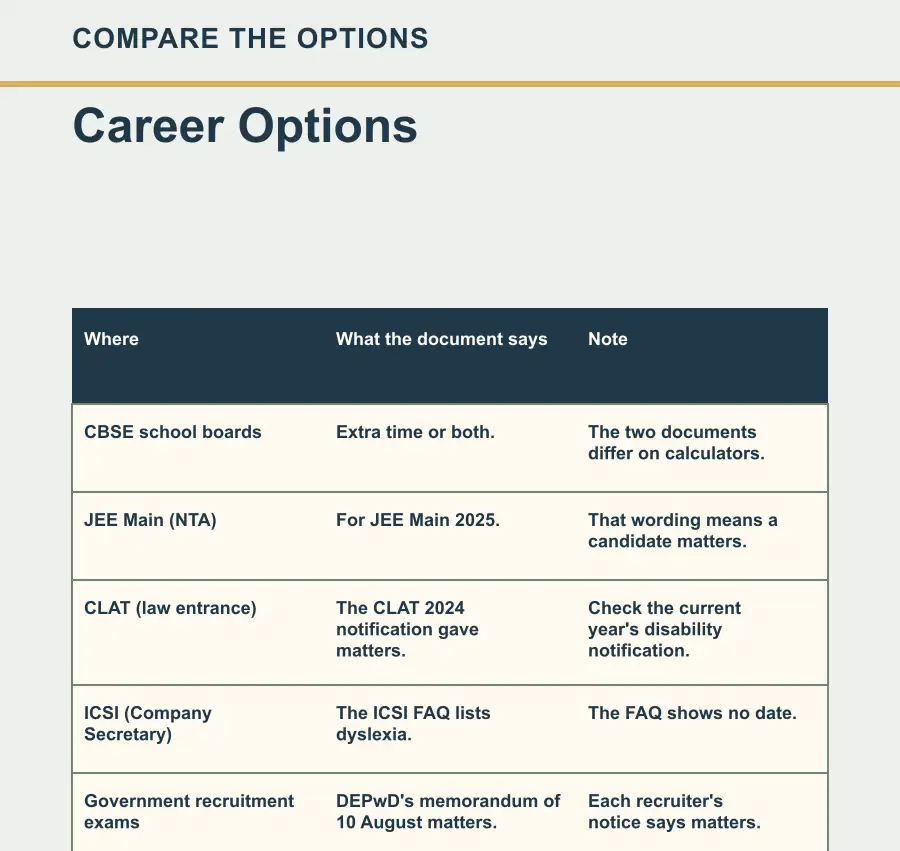 COMPARE THE OPTIONS
Career Options
Where
What the document says
Note
CBSE school boards
Extra time or both.
The two documents
differ on calculators.
JEE Main (NTA)
For JEE Main 2025.
That wording means a
candidate matters.
CLAT (law entrance)
The CLAT 2024
notification gave
matters.
Check the current
year's disability
notification.
ICSI (Company
Secretary)
The ICSI FAQ lists
dyslexia.
The FAQ shows no date.
Government recruitment
exams
DEPwD's memorandum of
10 August matters.
Each recruiter's
notice says matters.